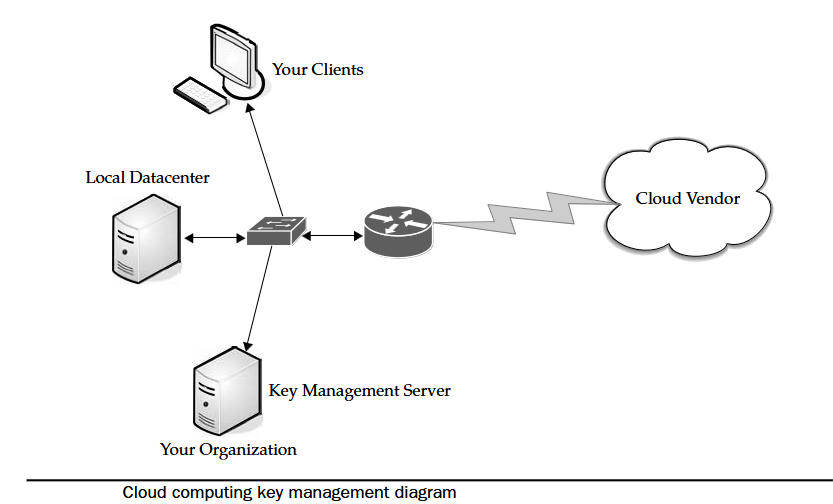 Your Clients
Local Datacenter
Cloud Vendor
Key Management Server
Your Organization
Cloud computing key management diagram